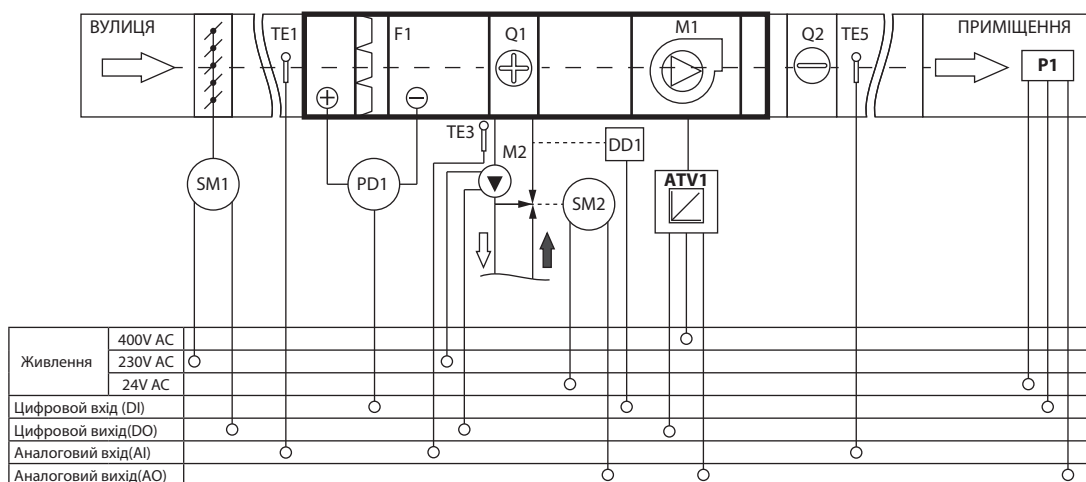 ВУЛИЦЯ
TE1
F1
Q1
M1
Q2
TE5
ПРИМІЩЕННЯ
P1
TE3
M2
DD1
SM1
PD1
SM2
ATV1
Живлення
400V AC
230V AC
24V AC
Цифровой вхід (DI)
Цифровой вихід(DO)
Аналоговий вхід(AI)
Аналоговий вихід(AO)